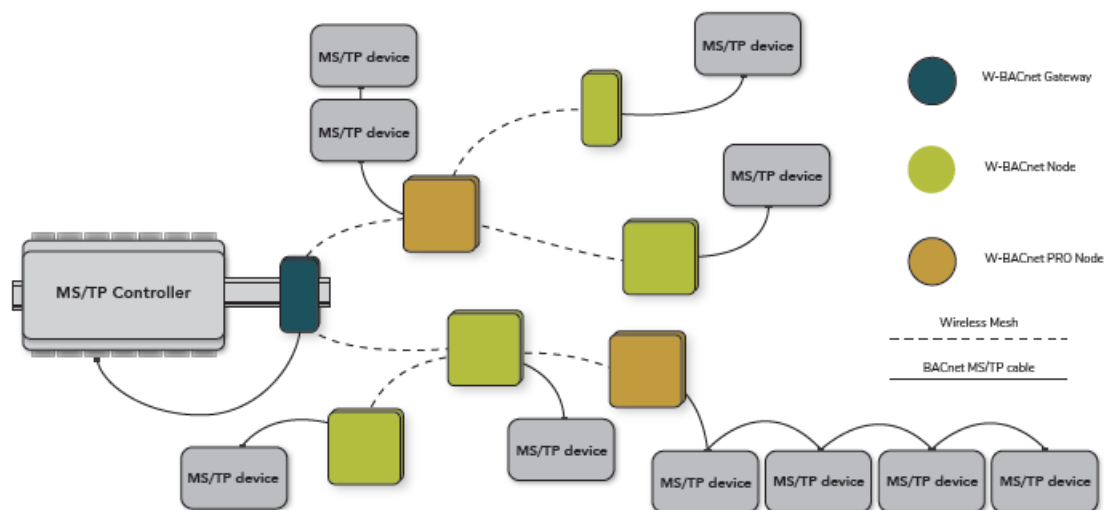 MS/TP device
MS/TP device
MS/TP device
MS/TP device
MS/TP Controller
MS/TP device
MS/TP device
MS/TP device
MS/TP device
MS/TP device
MS/TP device
W-BACnet Gateway
W-BACnet Node
W-BACnet PRO Node
Wireless Mesh
BACnet MS/TP cable